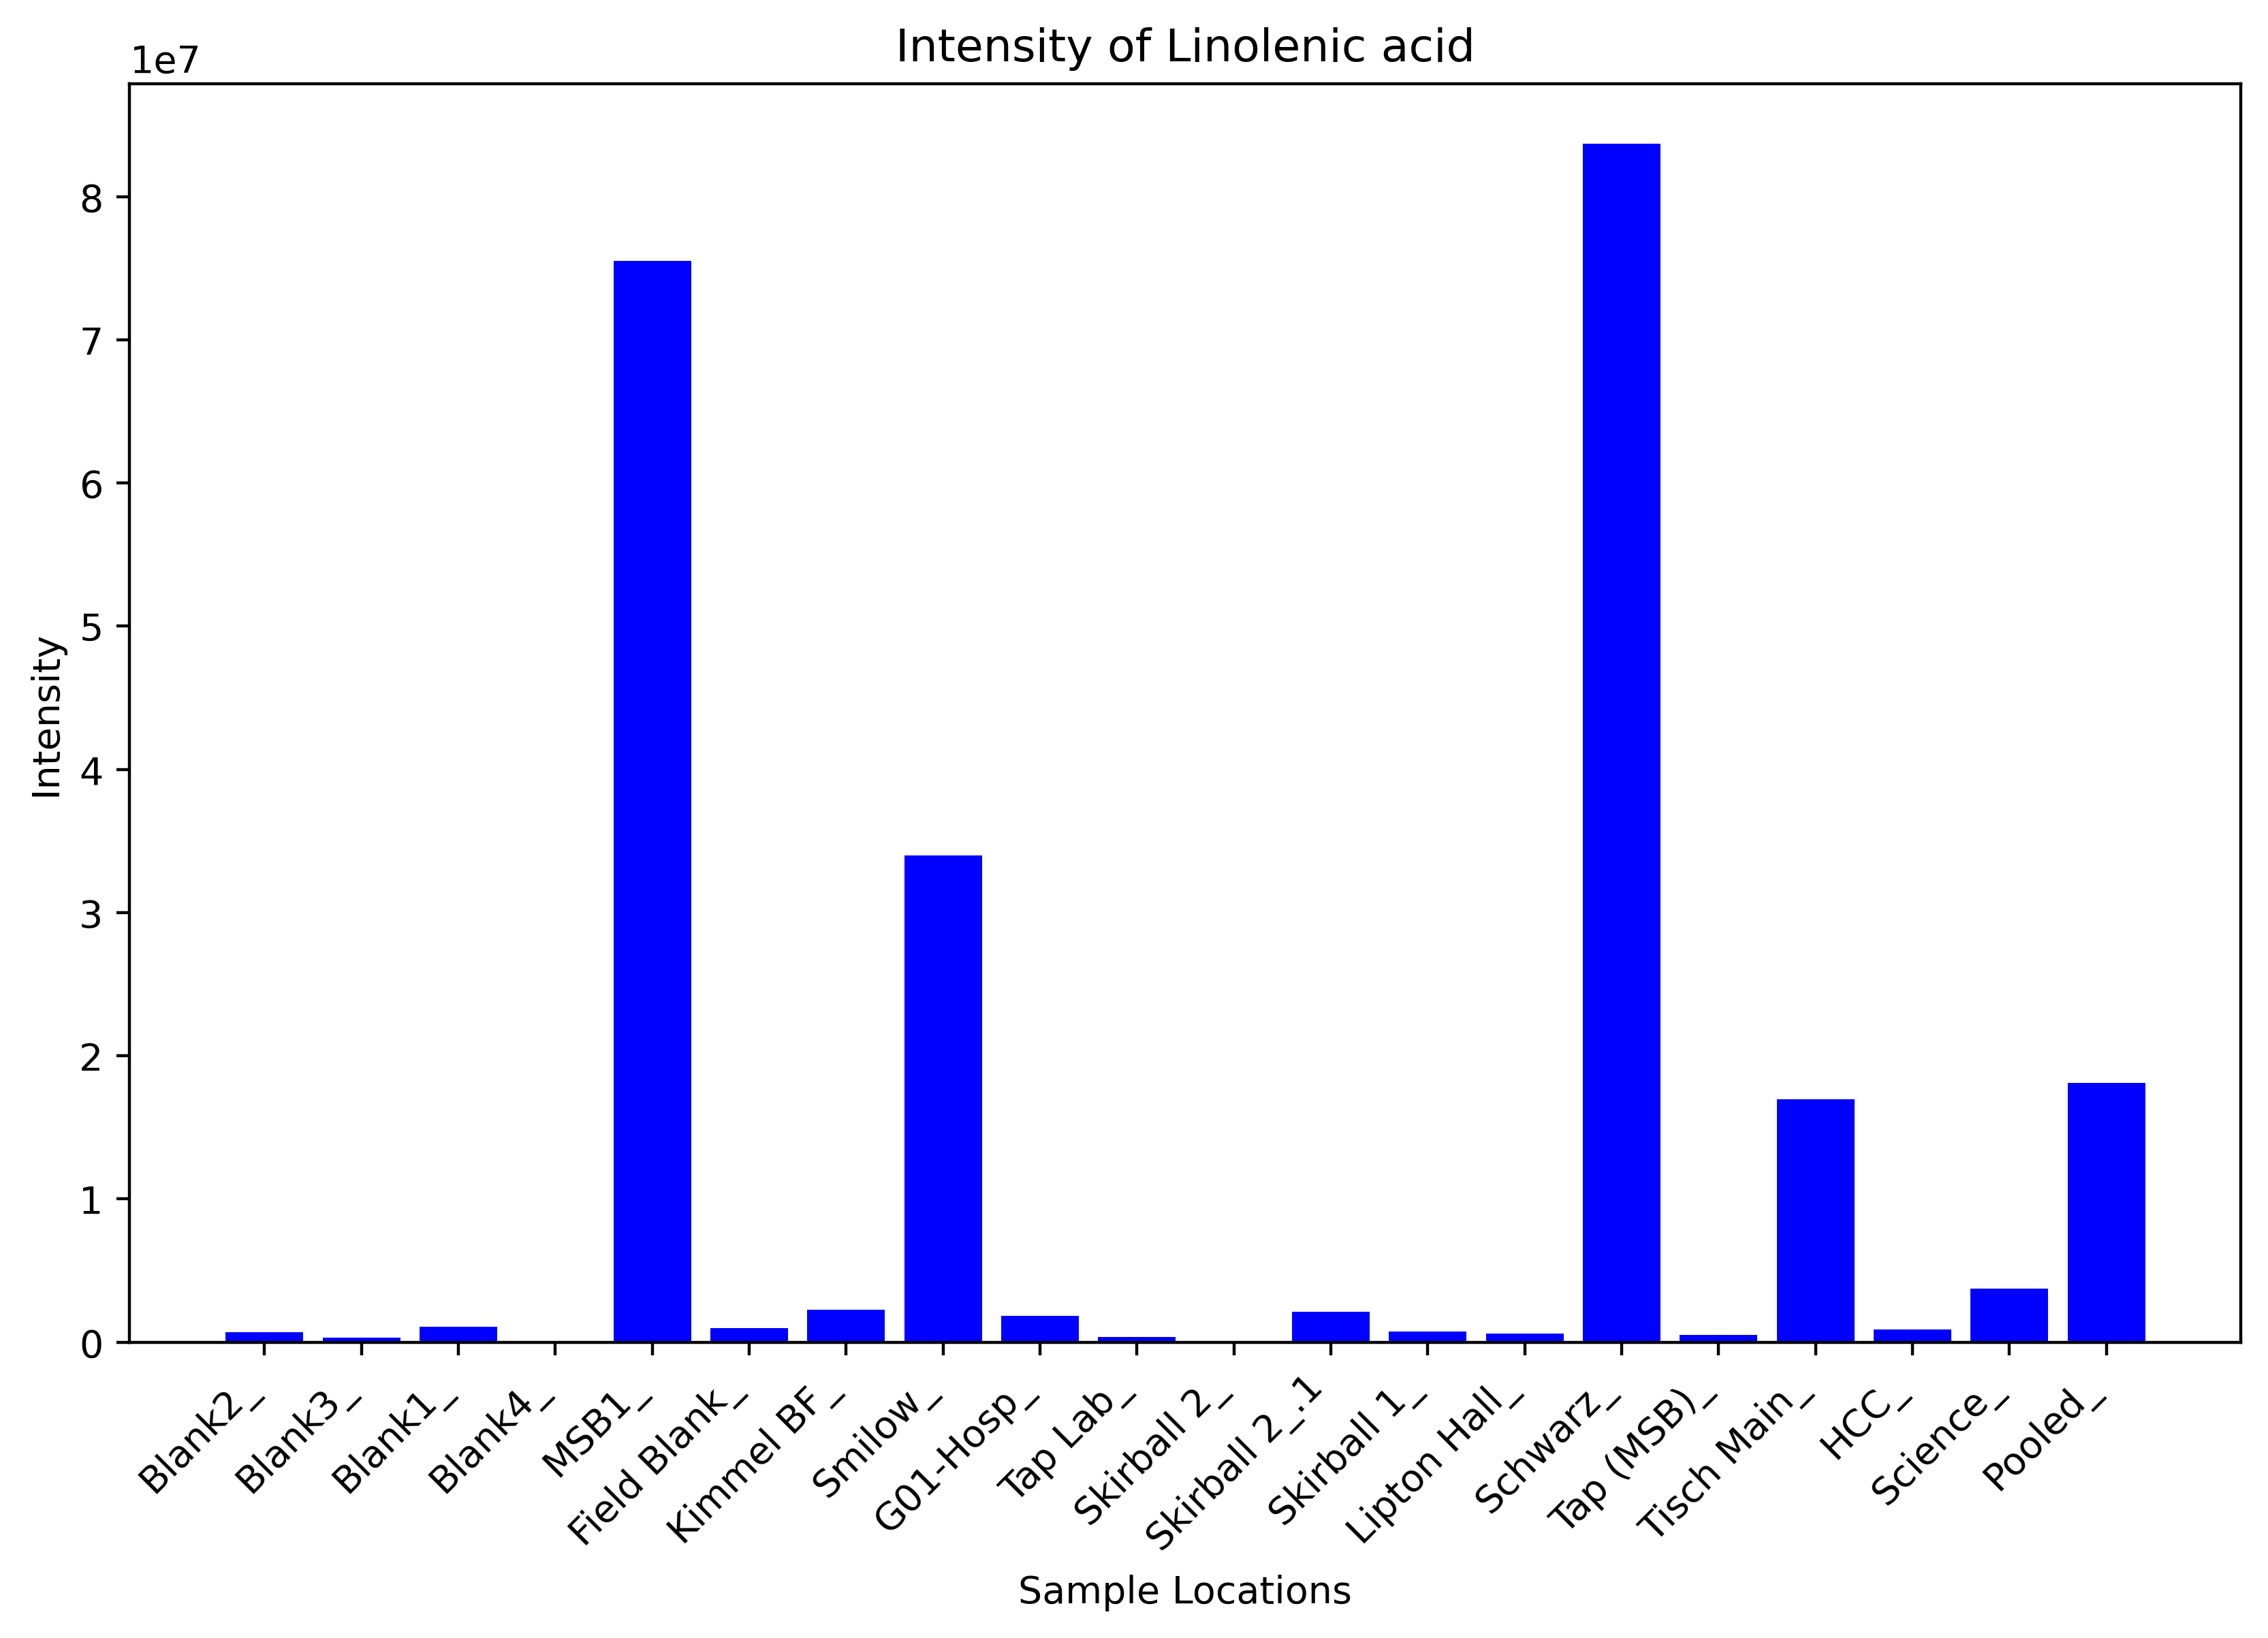 Intensity of Linolenic acid
1e7
8
7
6
5
4
3
2
1
0
Intensity
Blank2_
Blank3_
Blank1_
Blank4_
MSB1_
Field Blank_
Kimmel BF_
Smilow_
G01-Hosp_
Tap Lab_
Skirball 2_
Skirball 2_.1
Skirball 1_
Lipton Hall_
Schwarz_
Tap (MSB)_
Tisch Main_
HCC_
Science_
Pooled_
Sample Locations